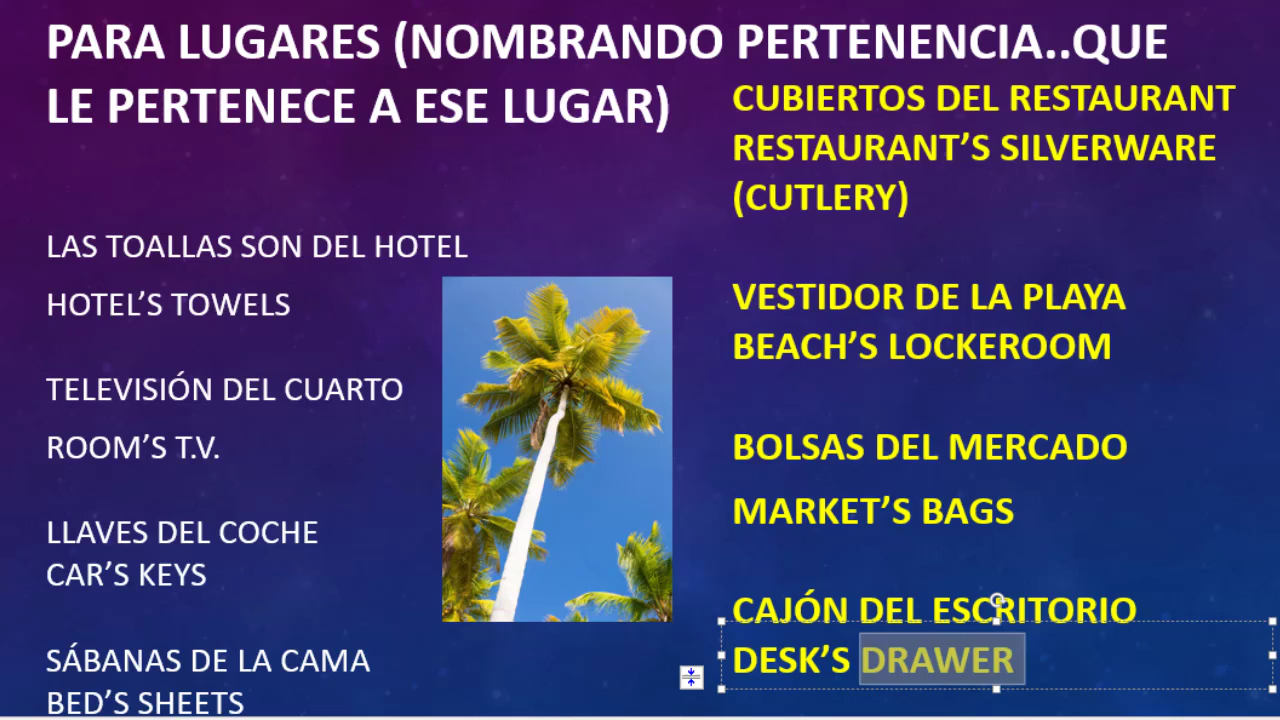 PARA LUGARES (NOMBRANDO PERTENENCIA..QUE
LE PERTENECE A ESE LUGAR)
LAS TOALLAS SON DEL HOTEL
HOTEL’S TOWELS
TELEVISIÓN DEL CUARTO
ROOM’S T.V.
LLAVES DEL COCHE
CAR’S KEYS
SÁBANAS DE LA CAMA
BED’S SHEETS
CUBIERTOS DEL RESTAURANT
RESTAURANT’S SILVERWARE
(CUTLERY)
VESTIDOR DE LA PLAYA
BEACH’S LOCKEROOM
BOLSAS DEL MERCADO
MARKET’S BAGS
CAJÓN DEL ESCRITORIO
DESK’S DRAWER